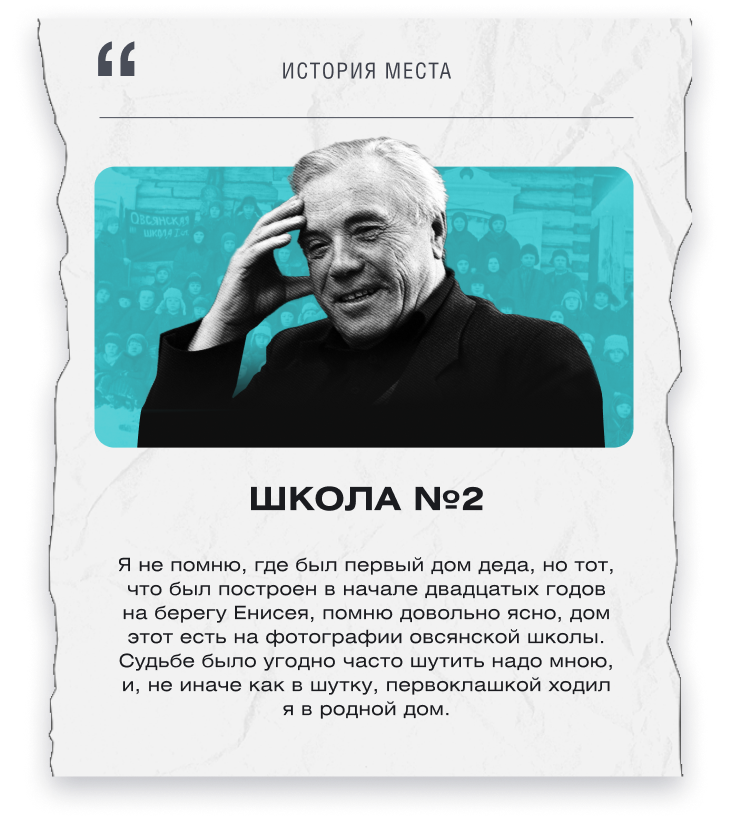 “
ИСТОРИЯ МЕСТА
ОВСЯНСКАЯ
ШКОЛА
ШКОЛА №2
Я не помню, где был первый дом деда, но тот,
что был построен в начале двадцатых годов
на берегу Енисея, помню довольно ясно, дом
этот есть на фотографии овсянской школы.
Судьбе было угодно часто шутить надо мною,
и, не иначе как в шутку, первоклашкой ходил
я в родной дом.